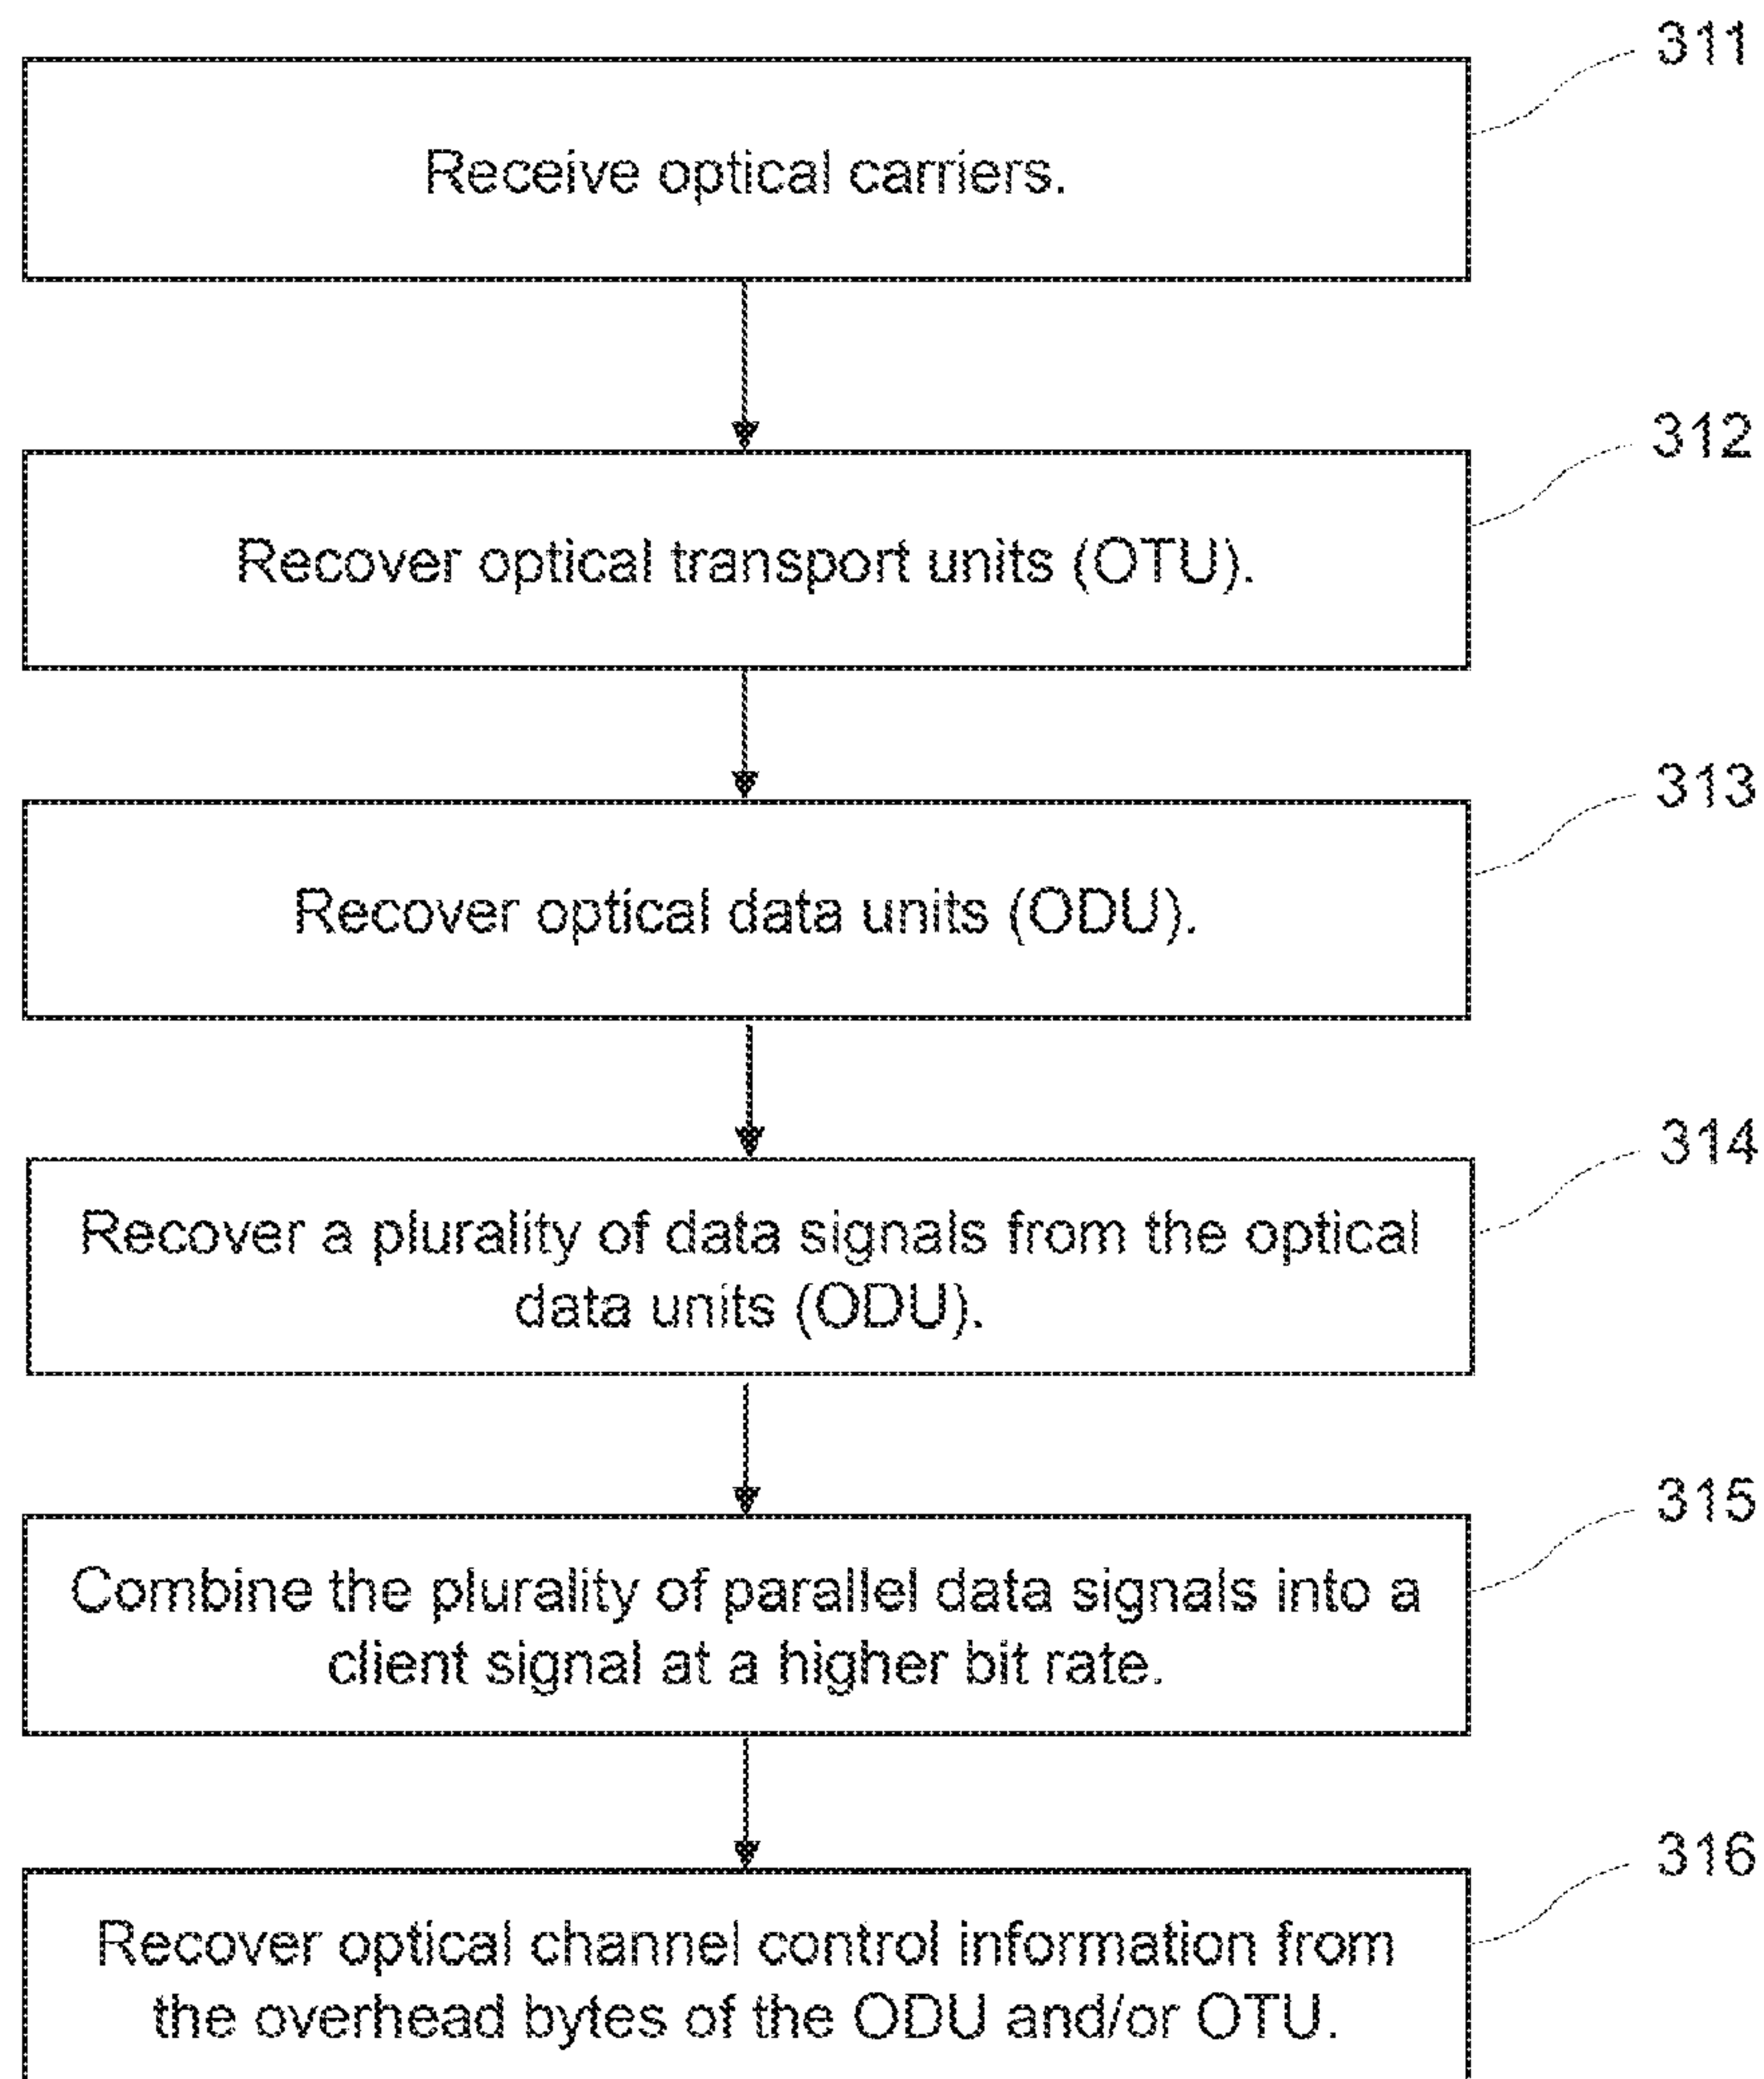 311
Receive optical carriers.
312
Recover optical transport units (OTU).
313
Recover optical data units (ODU).
314
Recover a plurality of data signals from the optical
data units (ODU).
315
Combine the plurality of parallel data signals into a
client signal at a higher bit rate.
316
Recover optical channel control information from
the overhead bytes of the ODU and/or OTU.